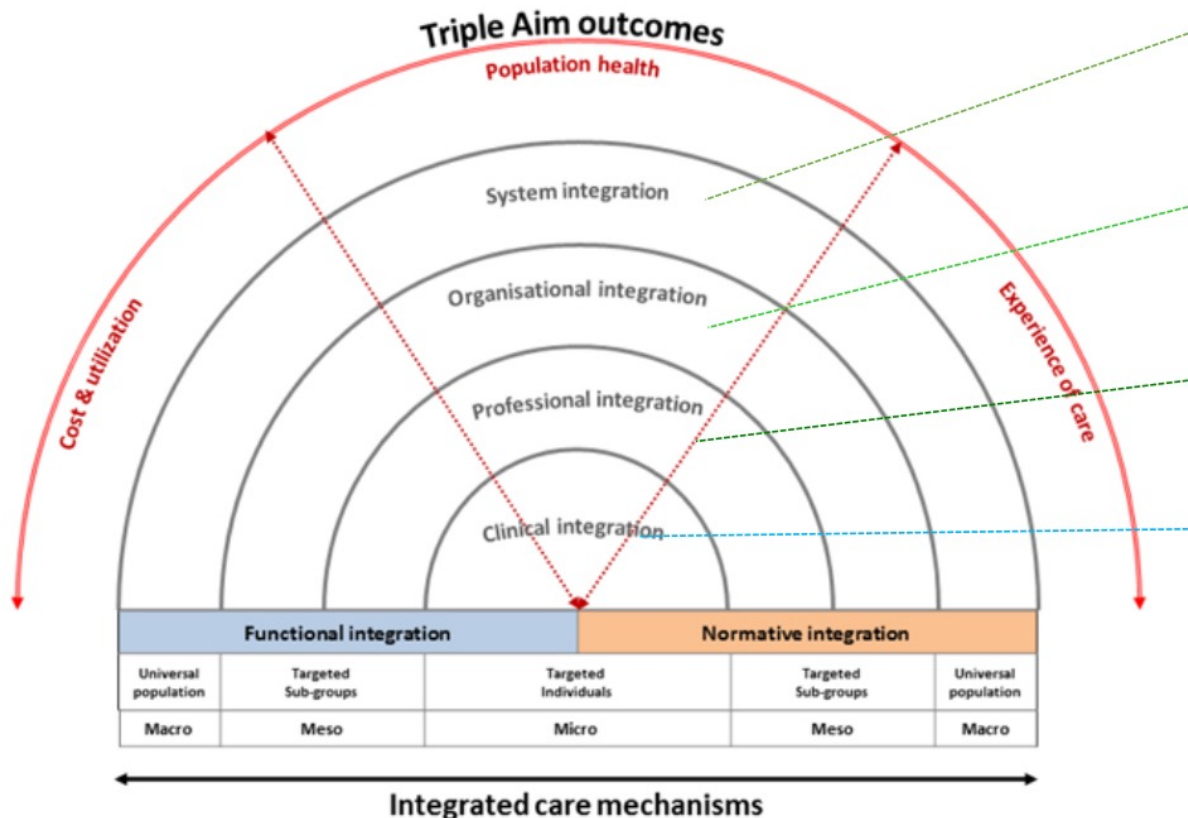 Triple Aim outcomes
Population health
Cost & utilization
Experience of care
System integration
Organisational integration
Professional integration
Clinical integration
Functional integration
Normative integration
Universal
population
Targeted
Sub-groups
Targeted
Individuals
Targeted
Sub-groups
Universal
population
Macro
Meso
Micro
Meso
Macro
Integrated care mechanisms